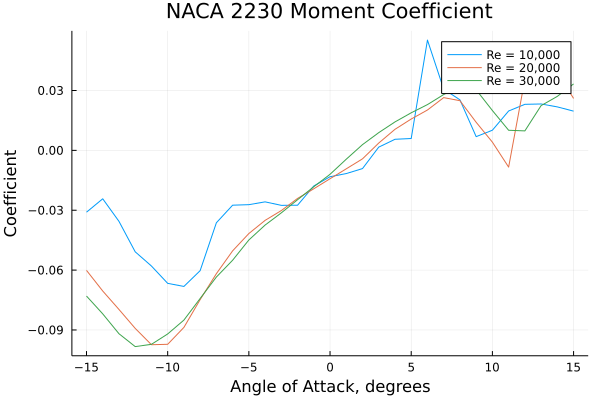 NACA 2230 Moment Coefficient
Re = 10,000
Re = 20,000
Re = 30,000
Coefficient
0.03
0.00
−0.03
−0.06
−0.09
−15
−10
−5
0
5
10
15
Angle of Attack, degrees